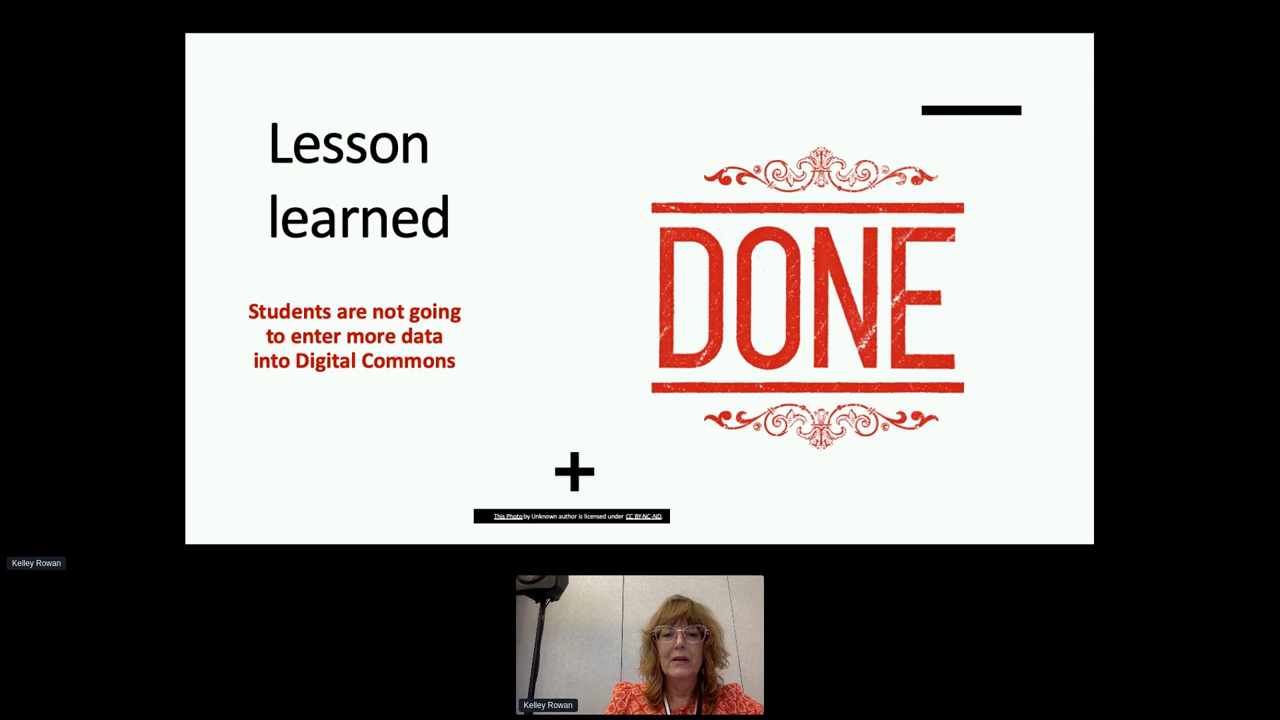 Lesson
learned
Students are not going
to enter more data
into Digital Commons
DONE
This Photo by Unknown author is licensed under CC BY-NC-ND.
Kelley Rowan
Kelley Rowan